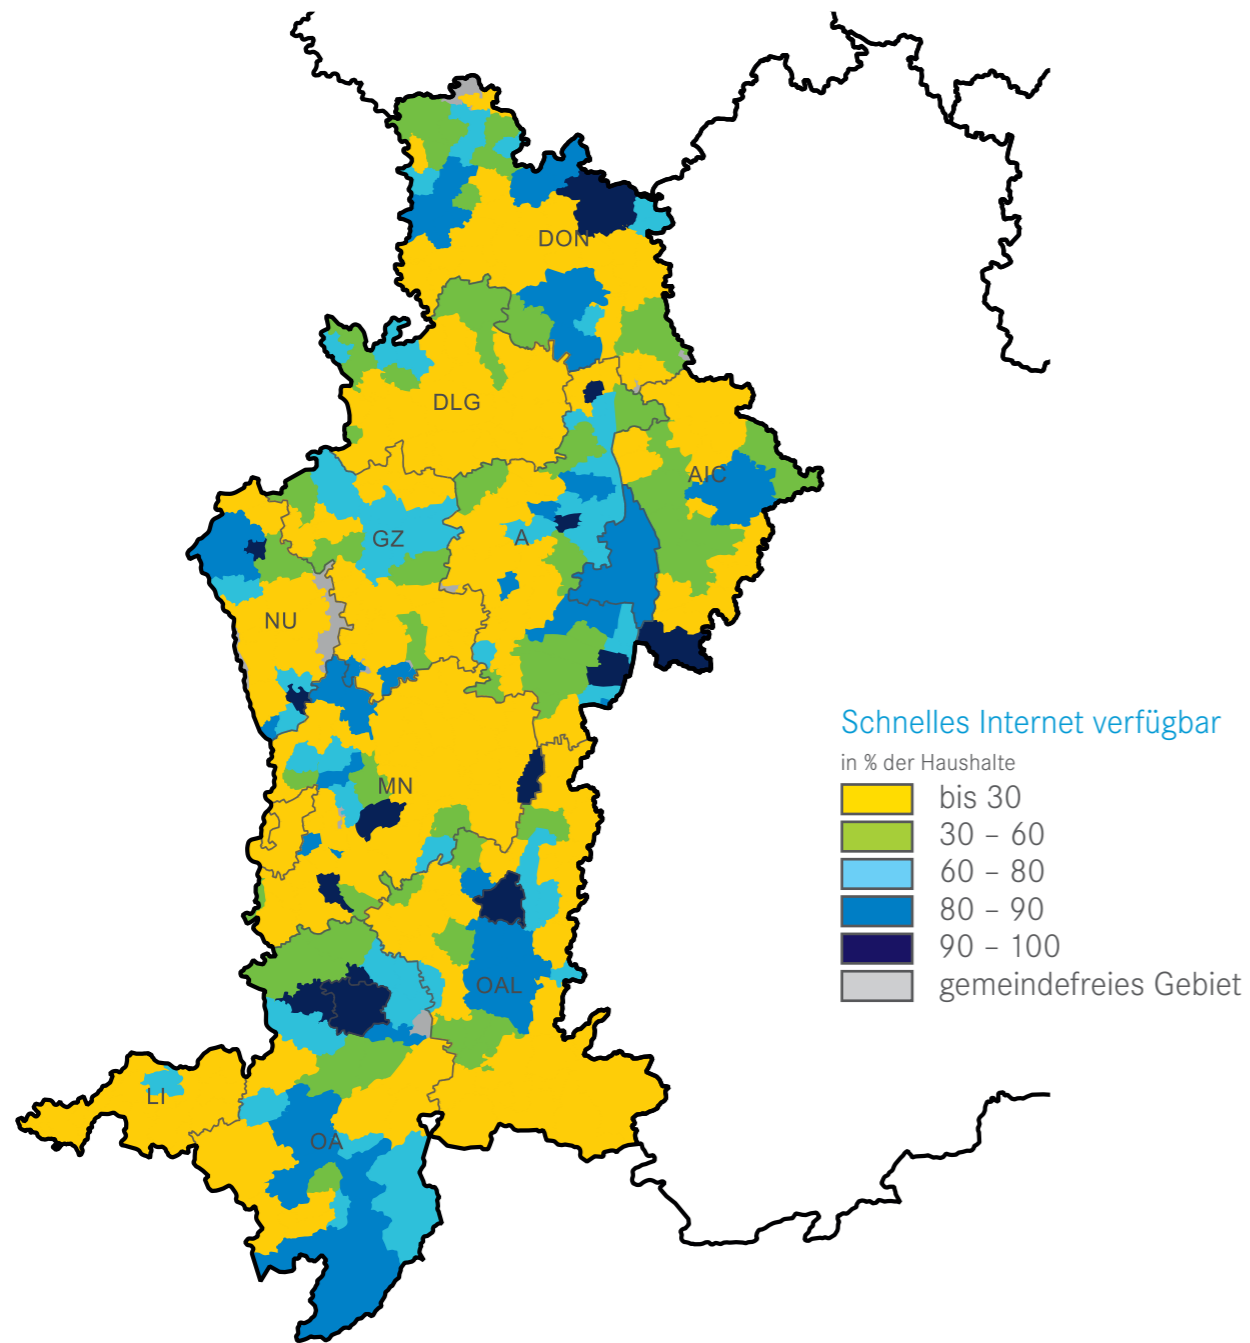 DON
DLG
AIC
GZ
A
NU
Schnelles Internet verfügbar
in % der Haushalte
bis 30
30 – 60
60 – 80
80 – 90
90 – 100
gemeindefreies Gebiet
MN
OAL
LI
OA